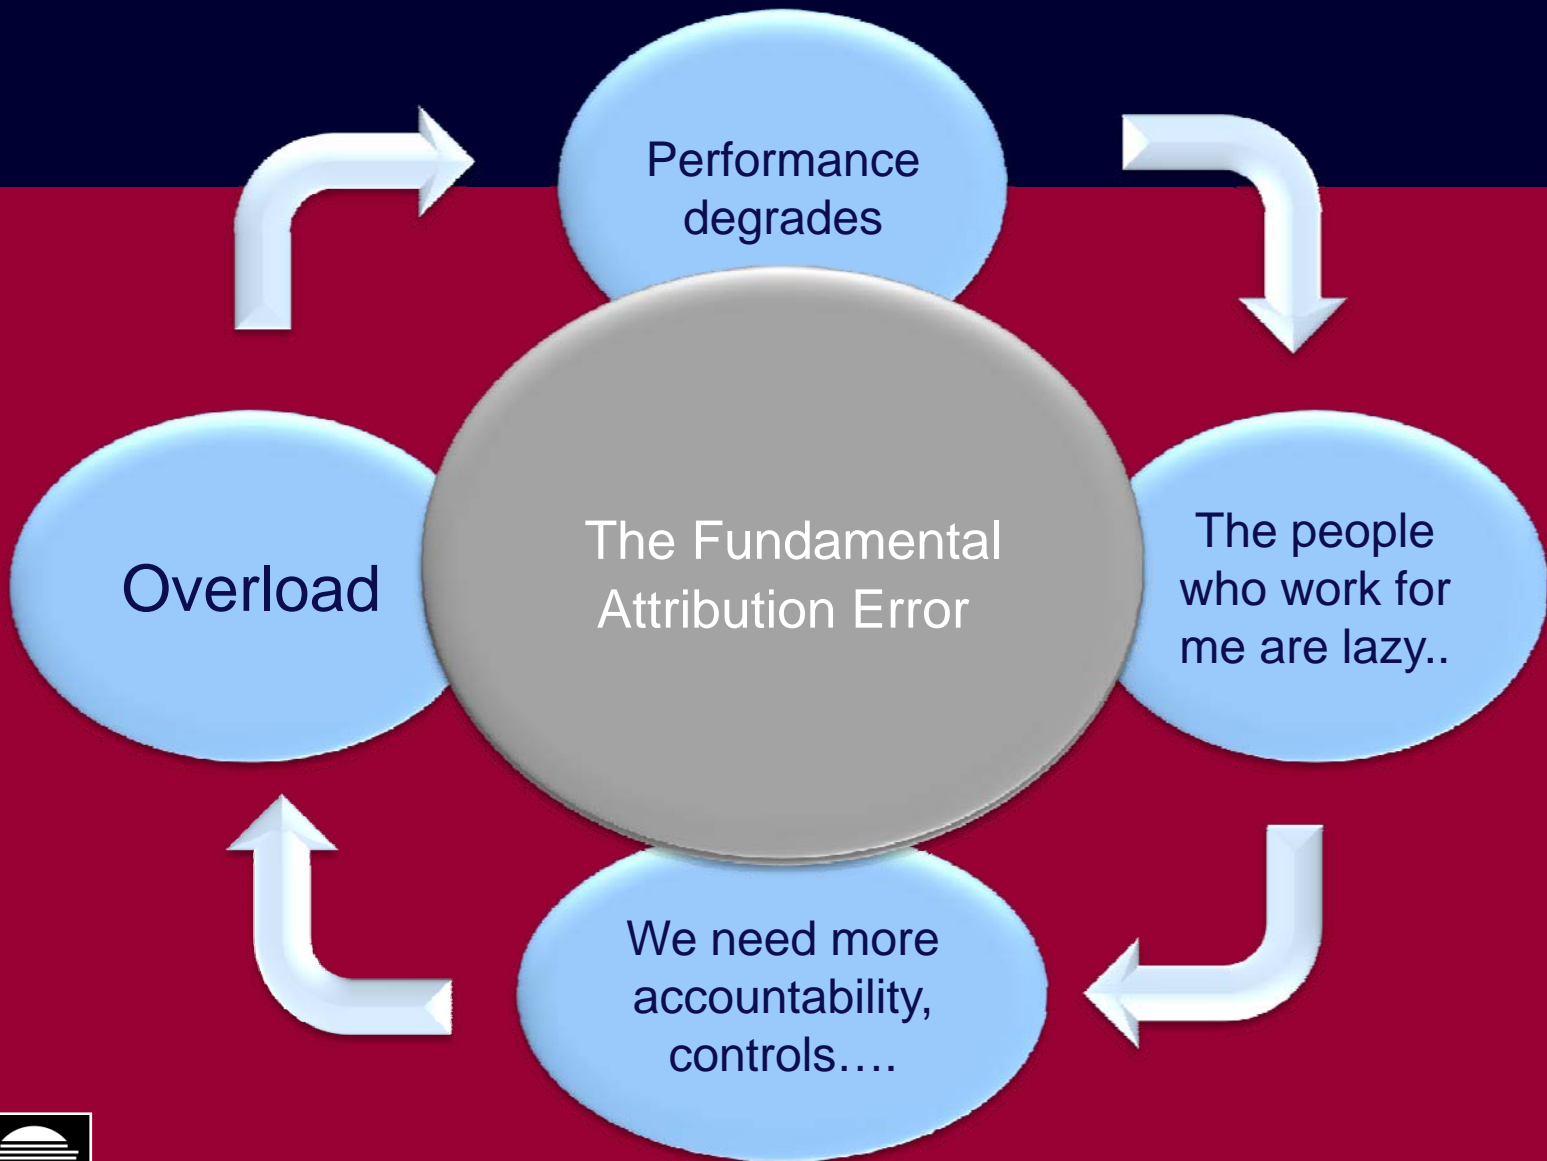 Performance
degrades
The Fundamental
Attribution Error
Overload
The people
who work for
me are lazy..
We need more
accountability,
controls….